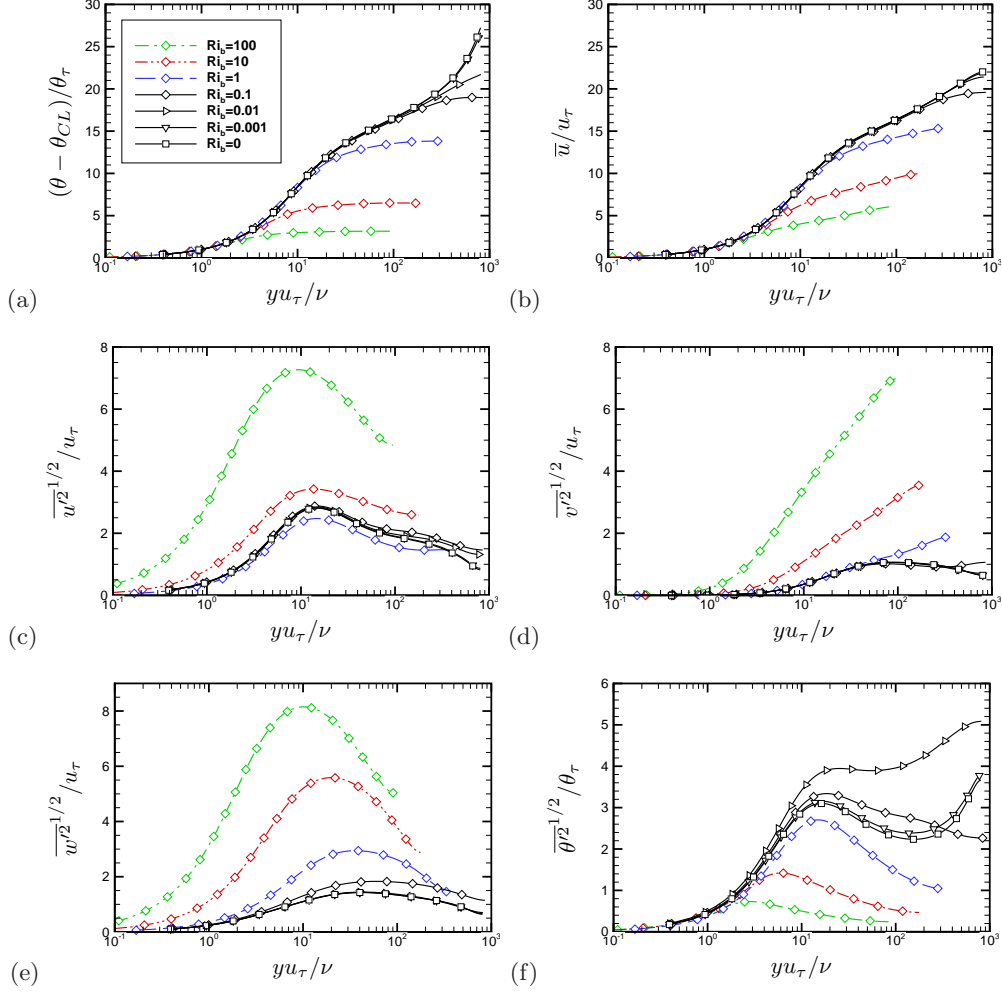 30
25
20
15
10
5
0
(θ − θ_CL)/θ_τ
Ri_b=100
Ri_b=10
Ri_b=1
Ri_b=0.1
Ri_b=0.01
Ri_b=0.001
Ri_b=0
10^-1 10^0 10^1 10^2 10^3
(a) yu_τ/ν
30
25
20
15
10
5
0
u̅/u_τ
10^-1 10^0 10^1 10^2 10^3
(b) yu_τ/ν
8
6
4
2
0
\overline{u'^2}^{1/2}/u_τ
10^-1 10^0 10^1 10^2 10^3
(c) yu_τ/ν
8
6
4
2
0
\overline{v'^2}^{1/2}/u_τ
10^-1 10^0 10^1 10^2 10^3
(d) yu_τ/ν
8
6
4
2
0
\overline{w'^2}^{1/2}/u_τ
10^-1 10^0 10^1 10^2 10^3
(e) yu_τ/ν
6
5
4
3
2
1
0
\overline{θ'^2}^{1/2}/θ_τ
10^-1 10^0 10^1 10^2 10^3
(f) yu_τ/ν